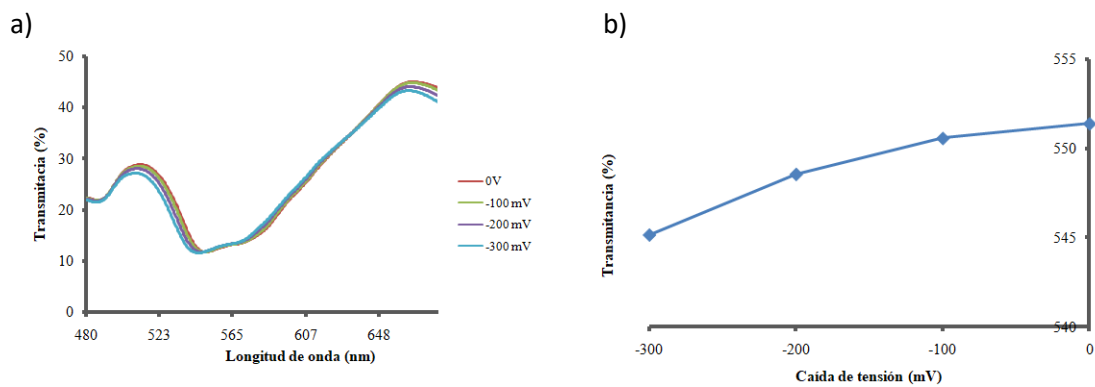 a)
50
40
30
20
10
0
Transmitacia (%)
480
523
565
607
648
Longitud de onda (nm)
0V
-100 mV
-200 mV
-300 mV
b)
555
550
545
540
Transmitancia (%)
-300
-200
-100
0
Caída de tensión (mV)